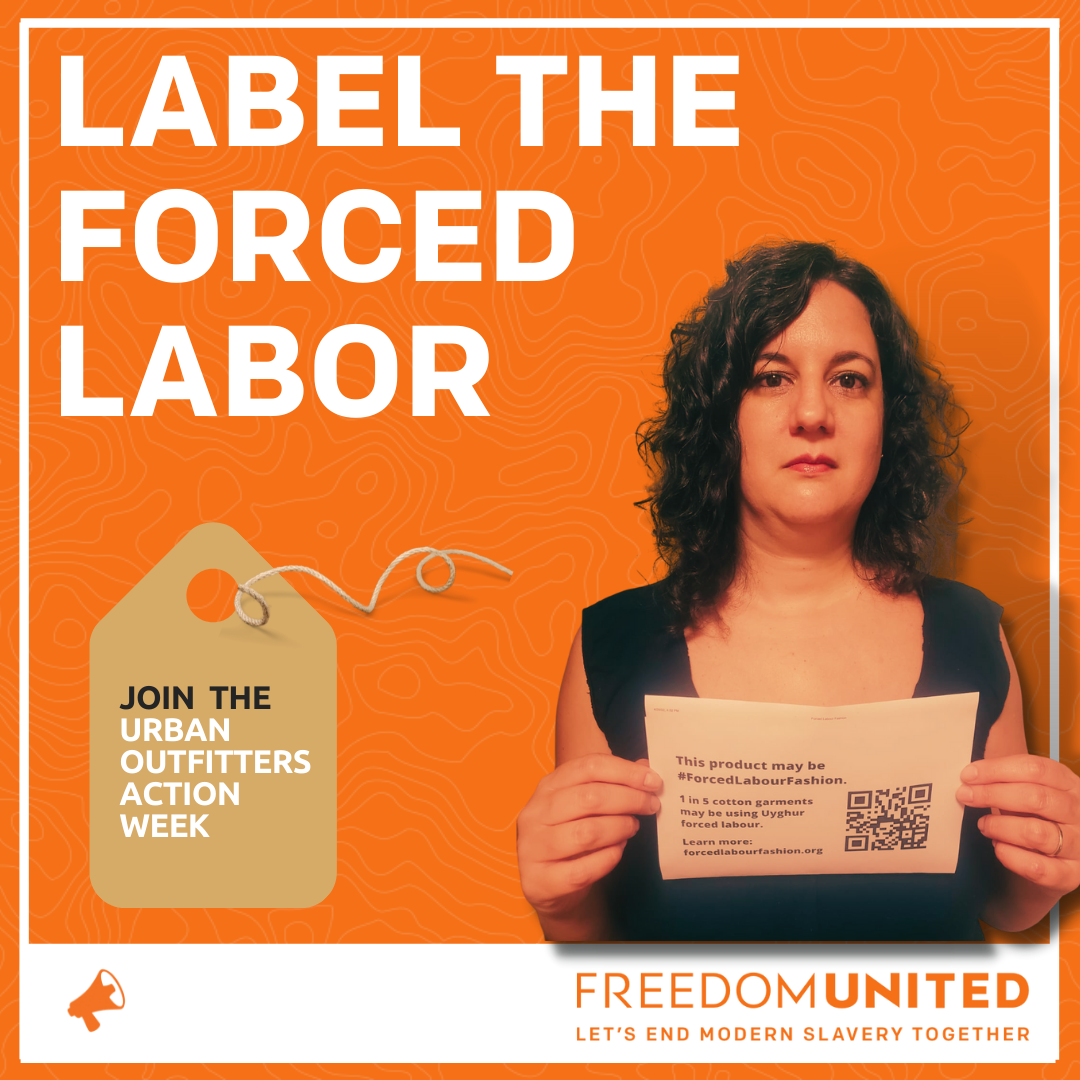 LABEL THE
FORCED
LABOR
JOIN THE
URBAN
OUTFITTERS
ACTION
WEEK
This product may be
#ForcedLabourFashion.
1 in 5 cotton garments
may be using Uyghur
forced labour.
Learn more:
forcedlabourfashion.org
FREEDOMUNITED
LET'S END MODERN SLAVERY TOGETHER